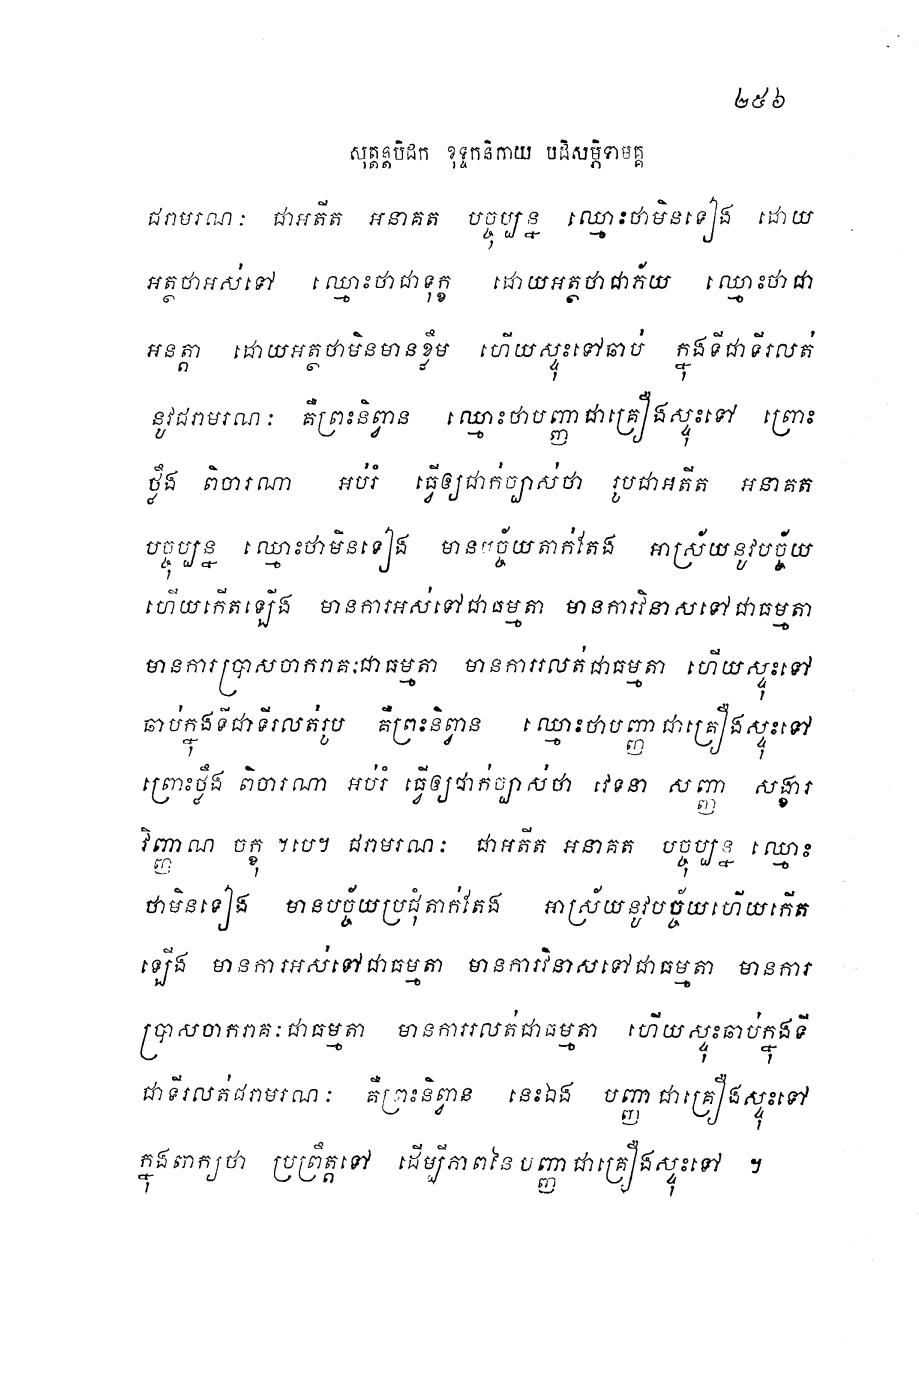 ២៥៦
សុត្តន្តបិដក ខុទ្ទកនិកាយ បដិសម្ភិទាមគ្គ
ជរាមរណៈ ជាអតីត អនាគត បច្ចុប្បន្ន ឈ្មោះថាមិនទៀង ដោយ
អត្ថថាអស់ទៅ ឈ្មោះថាជាទុក្ខ ដោយអត្ថថាជាភ័យ ឈ្មោះថាជា
អនត្តា ដោយអត្ថថាមិនមានខ្លឹម ហើយស្ទុះទៅឆាប់ ក្នុងទីជាទីរលត់
នូវជរាមរណៈ គឺព្រះនិព្វាន ឈ្មោះថាបញ្ញាជាគ្រឿងស្ទុះទៅ ព្រោះ
ថ្លឹង ពិចារណា អប់រំ ធ្វើឲ្យជាក់ច្បាស់ថា រូបជាអតីត អនាគត
បច្ចុប្បន្ន ឈ្មោះថាមិនទៀង មានបច្ច័យតាក់តែង អាស្រ័យនូវបច្ច័យ
ហើយកើតឡើង មានការអស់ទៅជាធម្មតា មានការវិនាសទៅជាធម្មតា
មានការប្រាសចាករាគៈជាធម្មតា មានការរលត់ជាធម្មតា ហើយស្ទុះទៅ
ឆាប់ក្នុងទីជាទីរលត់រូប គឺព្រះនិព្វាន ឈ្មោះថាបញ្ញាជាគ្រឿងស្ទុះទៅ
ព្រោះថ្លឹង ពិចារណា អប់រំ ធ្វើឲ្យជាក់ច្បាស់ថា វេទនា សញ្ញា សង្ខារ
វិញ្ញាណ ចក្ខុ ។បេ។ ជរាមរណៈ ជាអតីត អនាគត បច្ចុប្បន្ន ឈ្មោះ
ថាមិនទៀង មានបច្ច័យប្រជុំតាក់តែង អាស្រ័យនូវបច្ច័យហើយកើត
ឡើង មានការអស់ទៅជាធម្មតា មានការវិនាសទៅជាធម្មតា មានការ
ប្រាសចាករាគៈជាធម្មតា មានការរលត់ជាធម្មតា ហើយស្ទុះឆាប់ក្នុងទី
ជាទីរលត់ជរាមរណៈ គឺព្រះនិព្វាន នេះឯង បញ្ញាជាគ្រឿងស្ទុះទៅ
ក្នុងពាក្យថា ប្រព្រឹត្តទៅ ដើម្បីភាពនៃបញ្ញាជាគ្រឿងស្ទុះទៅ ។